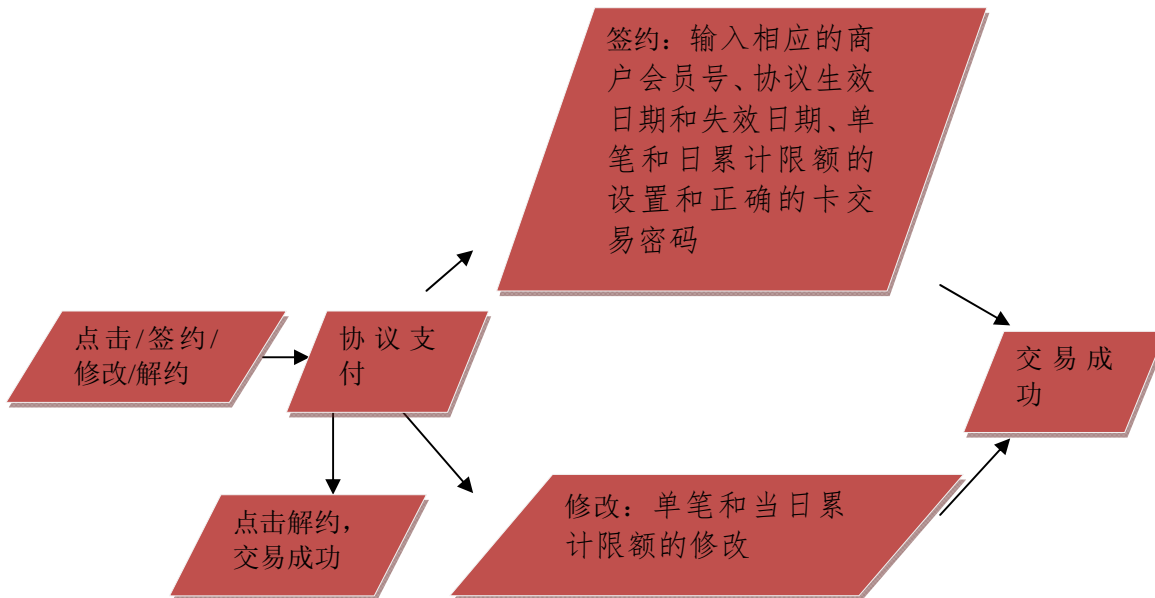 签约：输入相应的商
户会员号、协议生效
日期和失效日期、单
笔和日累计限额的
设置和正确的卡交
易密码
点击/签约/
修改/解约
协议支
付
交易成
功
点击解约，
交易成功
修改：单笔和当日累
计限额的修改